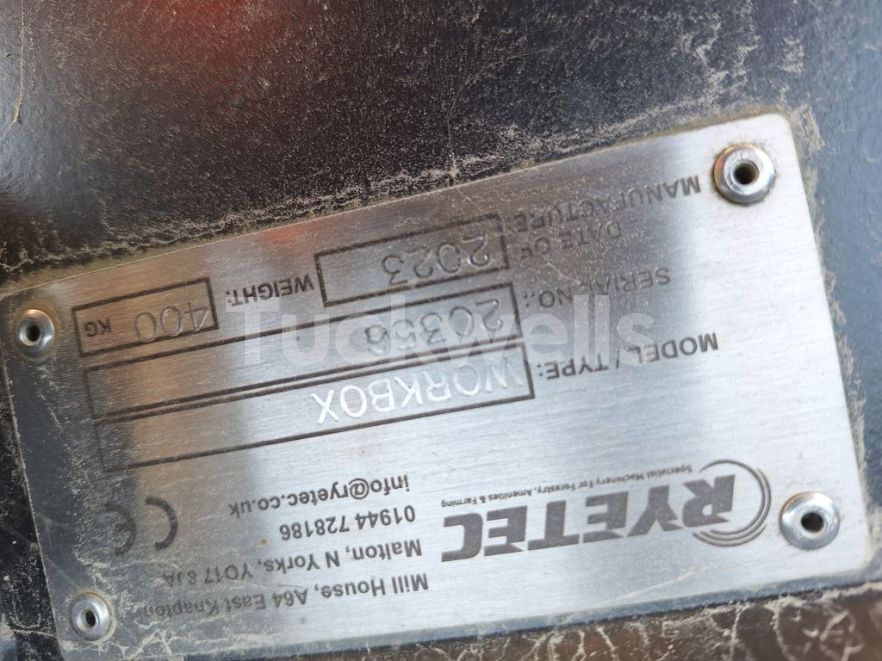 RYETEC
Specialist Machinery For Forestry, Amenities & Farming
Mill House, A64 East Knapton,
Malton, N Yorks, YO17 8JA
01944 728186
info@ryetec.co.uk
CE
MODEL / TYPE: WORKBOX
SERIAL NO.: 20356
DATE OF
MANUFACTURE: 2023 WEIGHT: 400 KG
Tuckwells